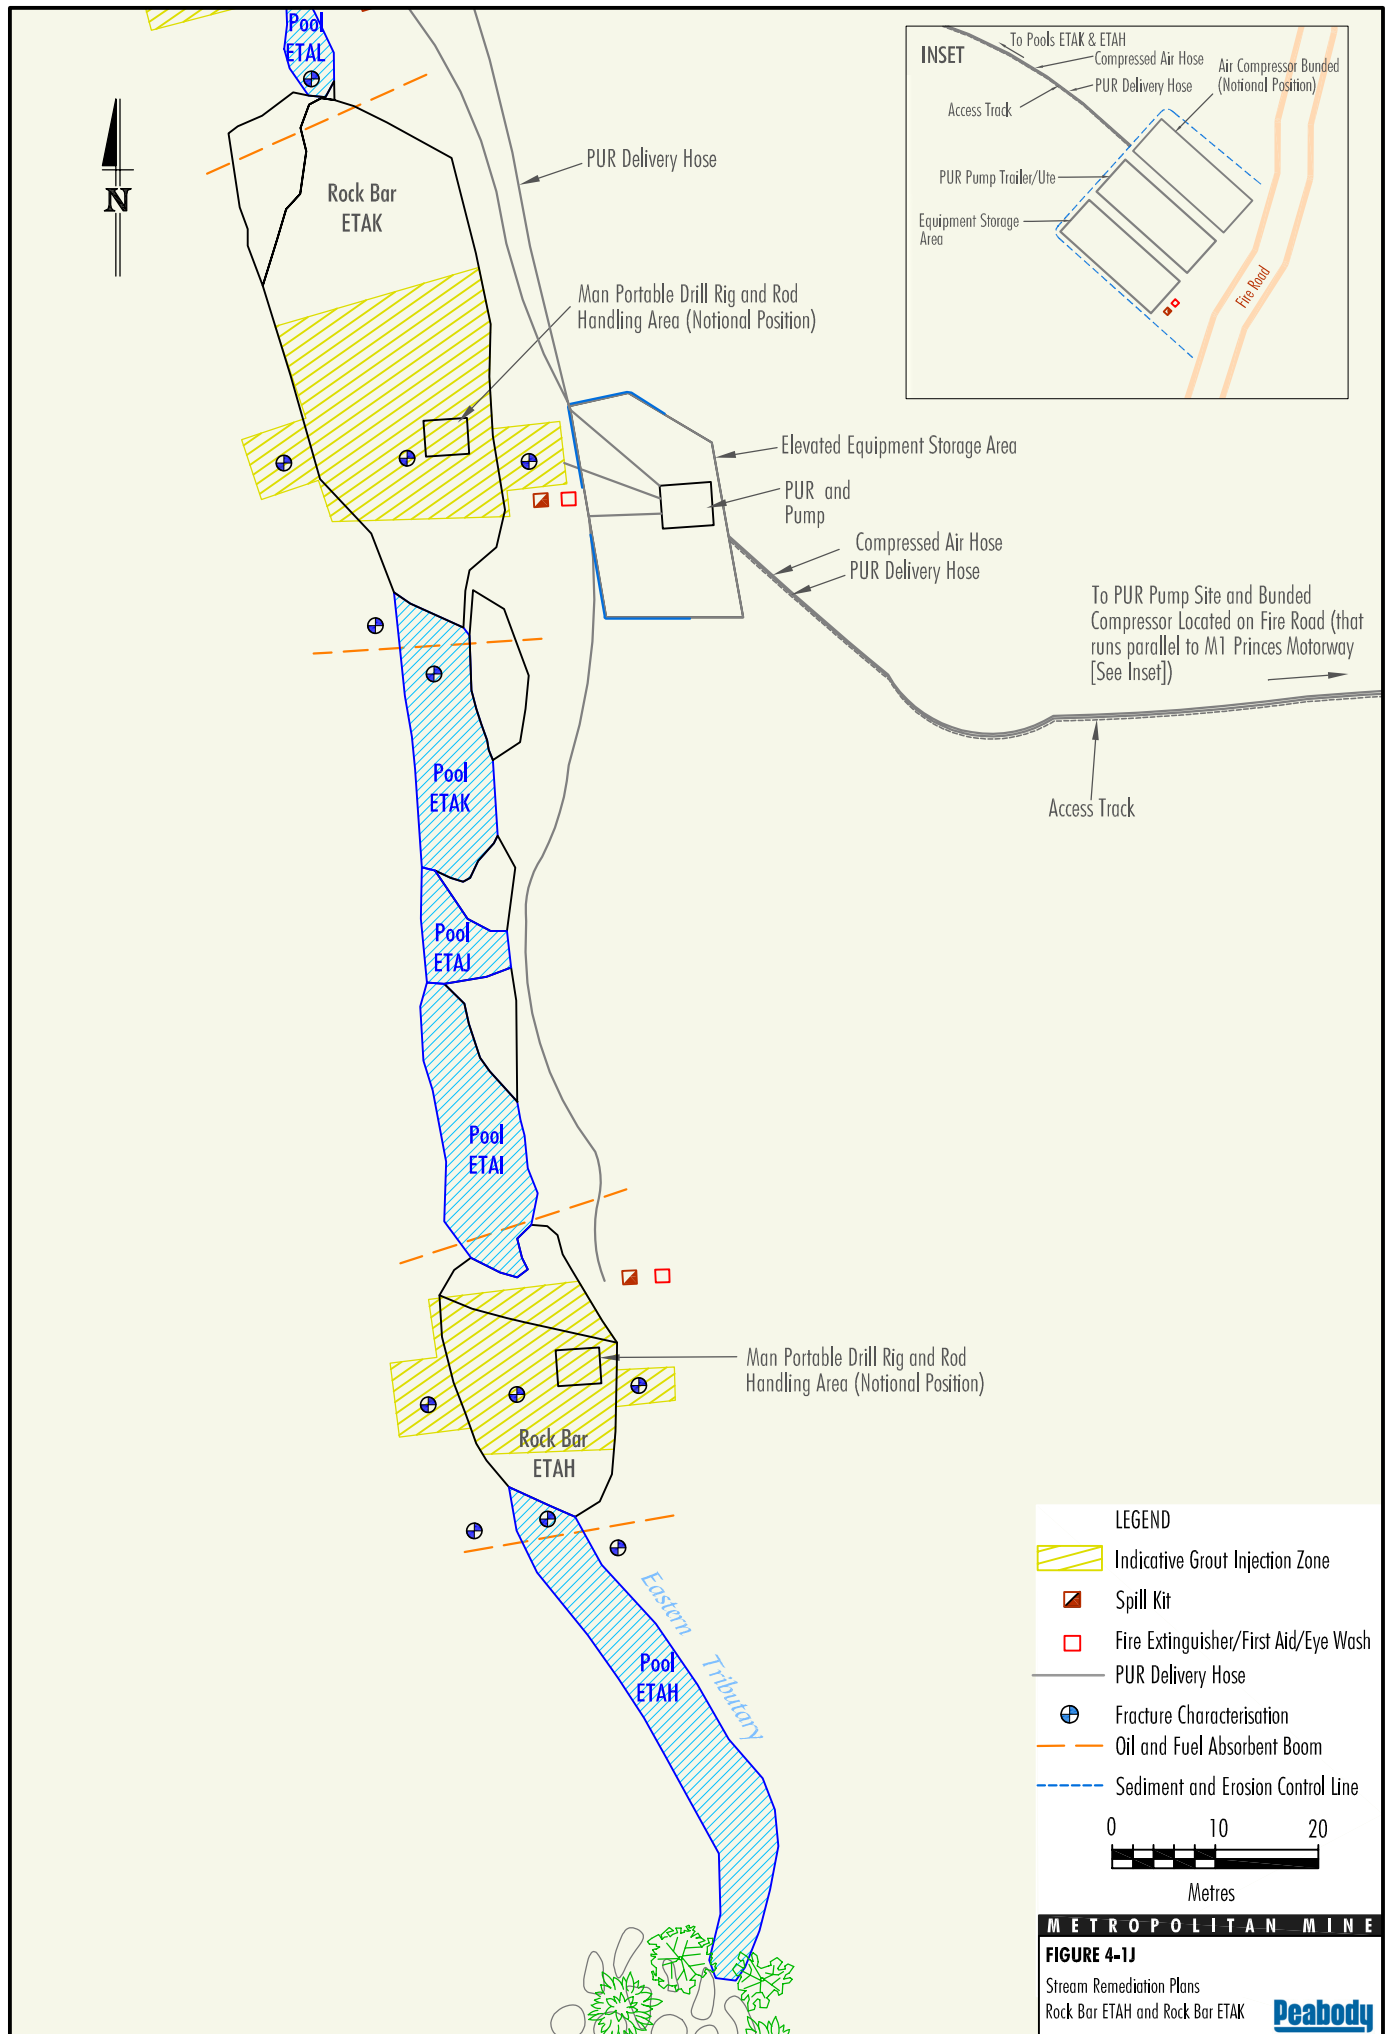 Pool
ETAL
INSET
To Pools ETAK & ETAH
Compressed Air Hose
Air Compressor Bunded
(Notional Position)
PUR Delivery Hose
Access Track
PUR Pump Trailer/Ute
Equipment Storage
Area
Fire Road
N
PUR Delivery Hose
Rock Bar
ETAK
Man Portable Drill Rig and Rod
Handling Area (Notional Position)
Elevated Equipment Storage Area
PUR and
Pump
Compressed Air Hose
PUR Delivery Hose
To PUR Pump Site and Bunded
Compressor Located on Fire Road (that
runs parallel to M1 Princes Motorway
[See Inset])
Access Track
Pool
ETAK
Pool
ETAJ
Pool
ETAI
Man Portable Drill Rig and Rod
Handling Area (Notional Position)
Rock Bar
ETAH
Eastern Tributary
Pool
ETAH
LEGEND
Indicative Grout Injection Zone
Spill Kit
Fire Extinguisher/First Aid/Eye Wash
PUR Delivery Hose
Fracture Characterisation
Oil and Fuel Absorbent Boom
Sediment and Erosion Control Line
0 10 20
Metres
METROPOLITAN MINE
FIGURE 4-1J
Stream Remediation Plans
Rock Bar ETAH and Rock Bar ETAK
Peabody